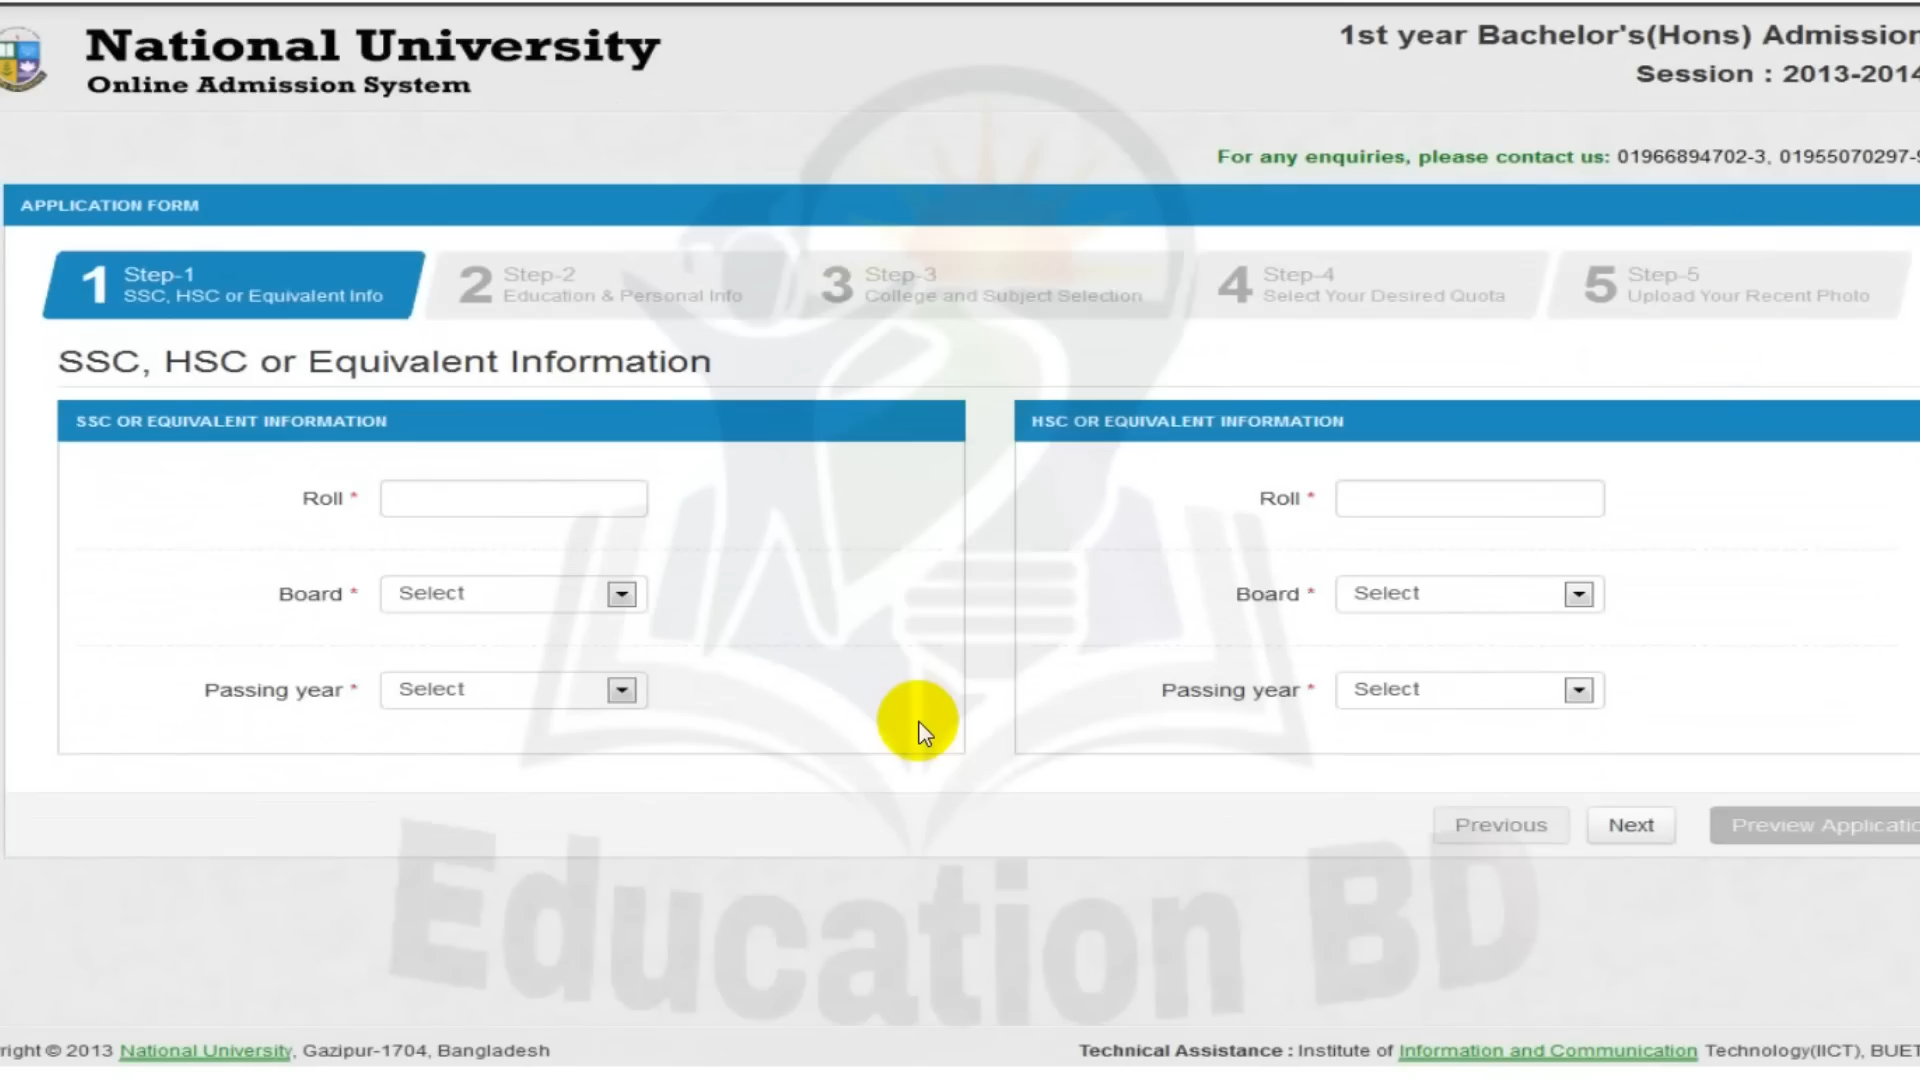 National University
Online Admission System
1st year Bachelor's(Hons) Admission
Session : 2013-2014
For any enquiries, please contact us: 01966894702-3, 01955070297-9
APPLICATION FORM
1 Step-1
SSC, HSC or Equivalent Info
2 Step-2
Education & Personal Info
3 Step-3
College and Subject Selection
4 Step-4
Select Your Desired Quota
5 Step-5
Upload Your Recent Photo
SSC, HSC or Equivalent Information
SSC OR EQUIVALENT INFORMATION
Roll *
Board * Select
Passing year * Select
HSC OR EQUIVALENT INFORMATION
Roll *
Board * Select
Passing year * Select
Previous Next Preview Applicatio
Education BD
right © 2013 National University, Gazipur-1704, Bangladesh
Technical Assistance : Institute of Information and Communication Technology(IICT), BUET